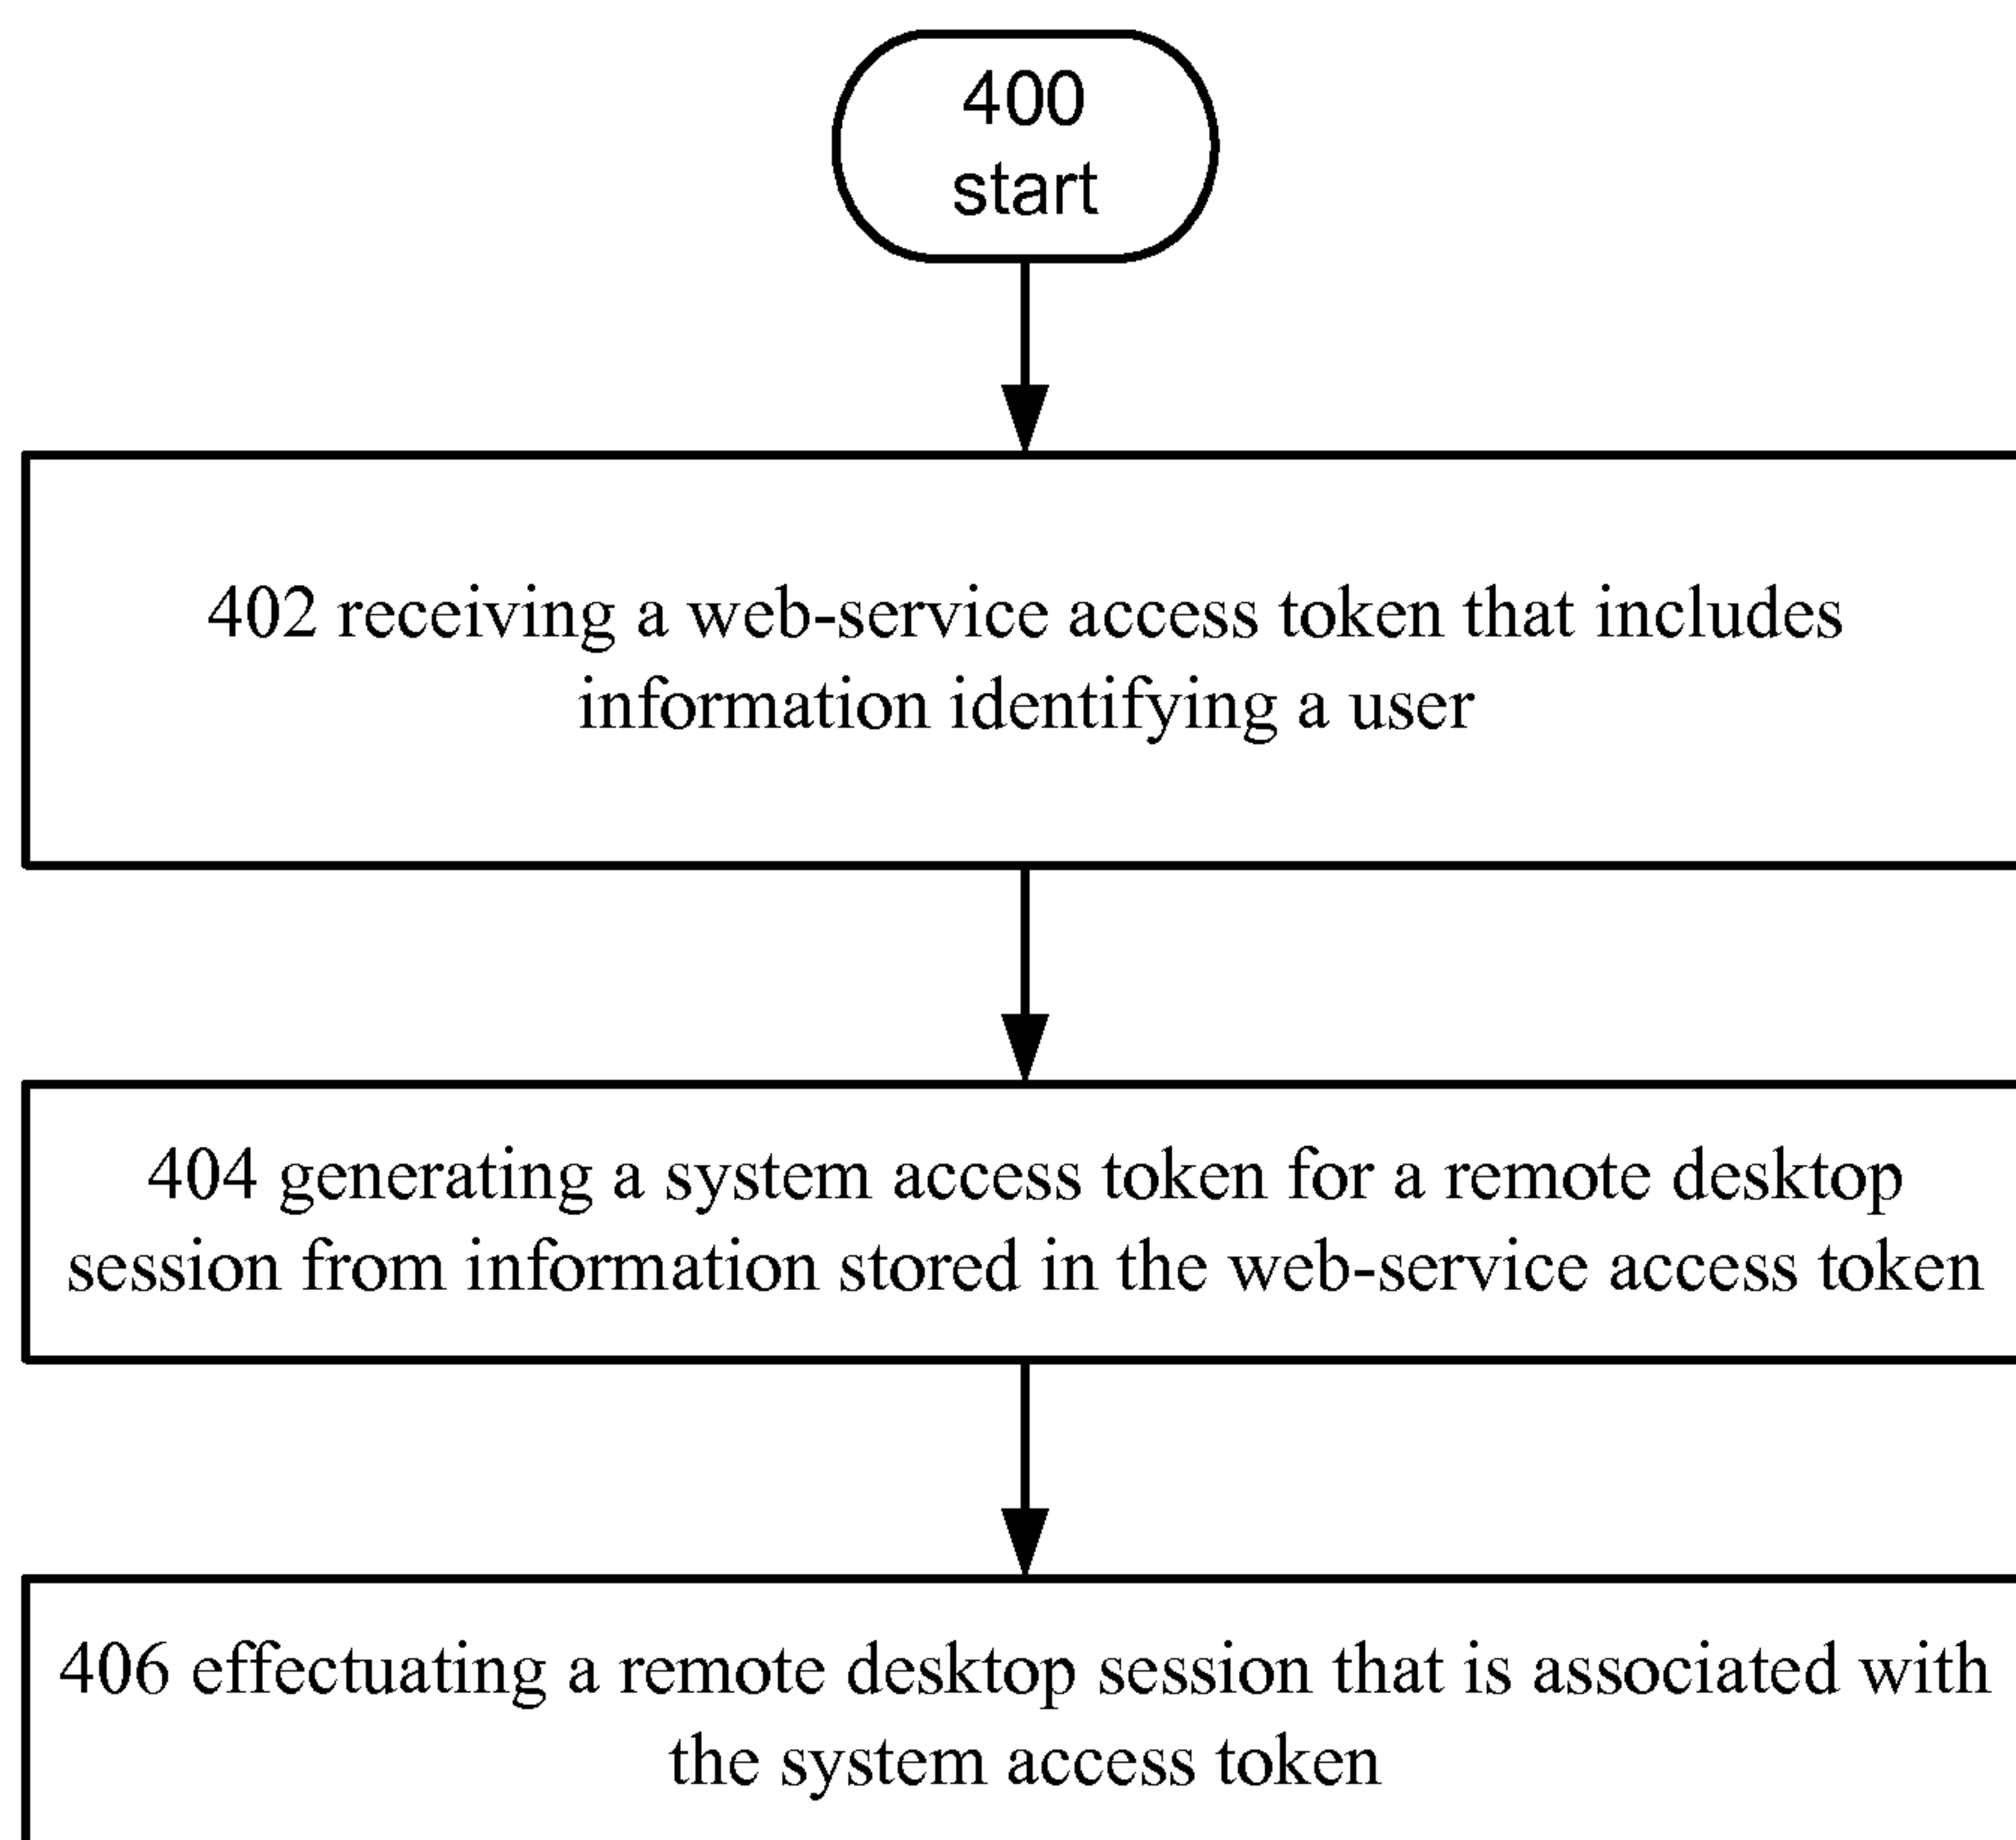 400
start
402 receiving a web-service access token that includes
information identifying a user
404 generating a system access token for a remote desktop
session from information stored in the web-service access token
406 effectuating a remote desktop session that is associated with
the system access token